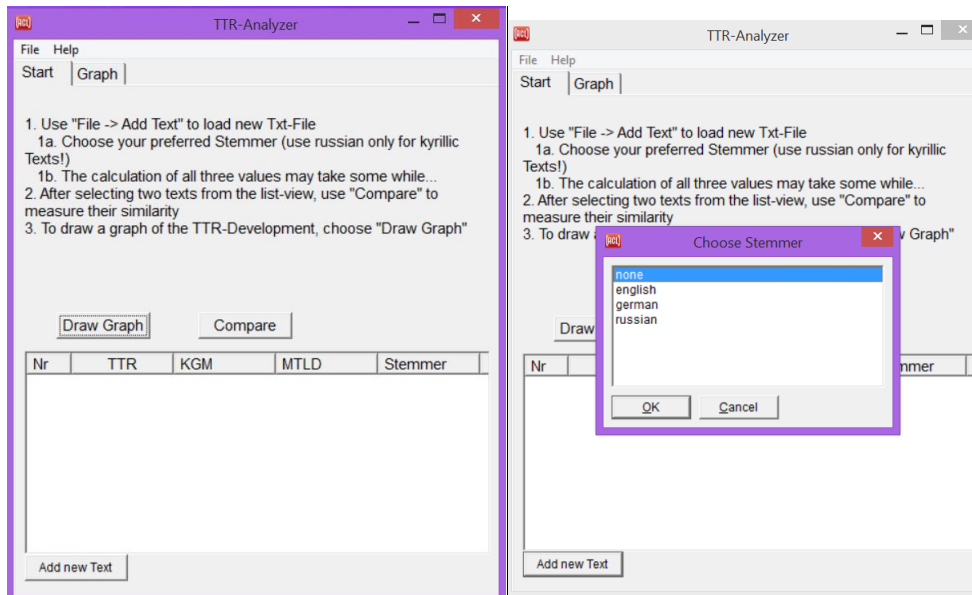 TTR-Analyzer
File Help
Start Graph
1. Use "File -> Add Text" to load new Txt-File
1a. Choose your preferred Stemmer (use russian only for kyrillic
Texts!)
1b. The calculation of all three values may take some while...
2. After selecting two texts from the list-view, use "Compare" to
measure their similarity
3. To draw a graph of the TTR-Development, choose "Draw Graph"
Draw Graph Compare
Nr TTR KGM MTLD Stemmer
Add new Text
TTR-Analyzer
File Help
Start Graph
1. Use "File -> Add Text" to load new Txt-File
1a. Choose your preferred Stemmer (use russian only for kyrillic
Texts!)
1b. The calculation of all three values may take some while...
2. After selecting two texts from the list-view, use "Compare" to
measure their similarity
3. To draw Graph"
Choose Stemmer
none
english
german
russian
OK Cancel
Draw
Nr mmer
Add new Text